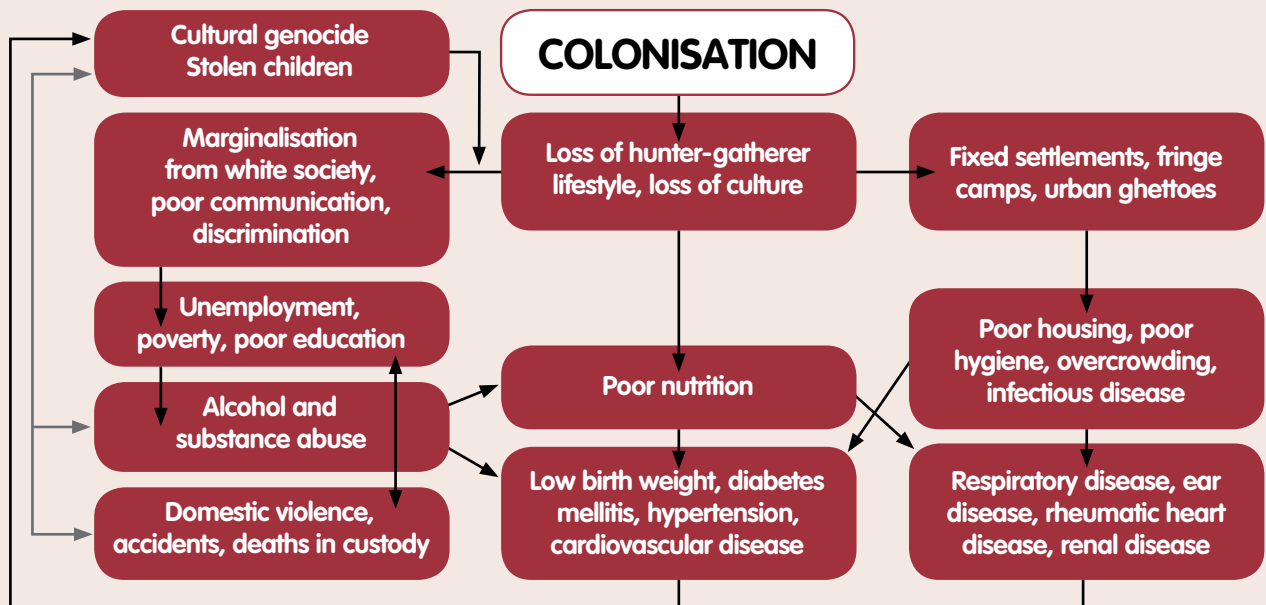 Cultural genocide
Stolen children
COLONISATION
Marginalisation
from white society,
poor communication,
discrimination
Loss of hunter-gatherer
lifestyle, loss of culture
Fixed settlements, fringe
camps, urban ghettoes
Unemployment,
poverty, poor education
Poor housing, poor
hygiene, overcrowding,
infectious disease
Alcohol and
substance abuse
Poor nutrition
Domestic violence,
accidents, deaths in custody
Low birth weight, diabetes
mellitis, hypertension,
cardiovascular disease
Respiratory disease, ear
disease, rheumatic heart
disease, renal disease